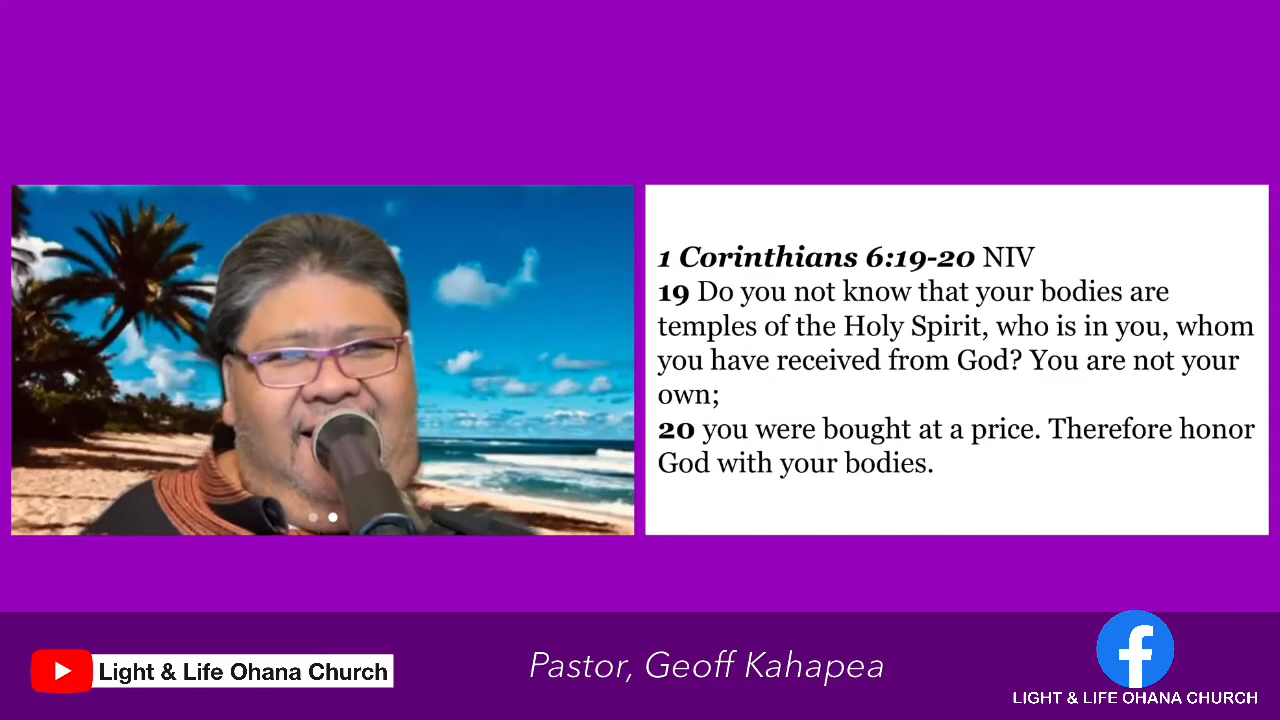 1 Corinthians 6:19-20 NIV
19 Do you not know that your bodies are
temples of the Holy Spirit, who is in you, whom
you have received from God? You are not your
own;
20 you were bought at a price. Therefore honor
God with your bodies.
Light & Life Ohana Church
Pastor, Geoff Kahapea
f
LIGHT & LIFE OHANA CHURCH